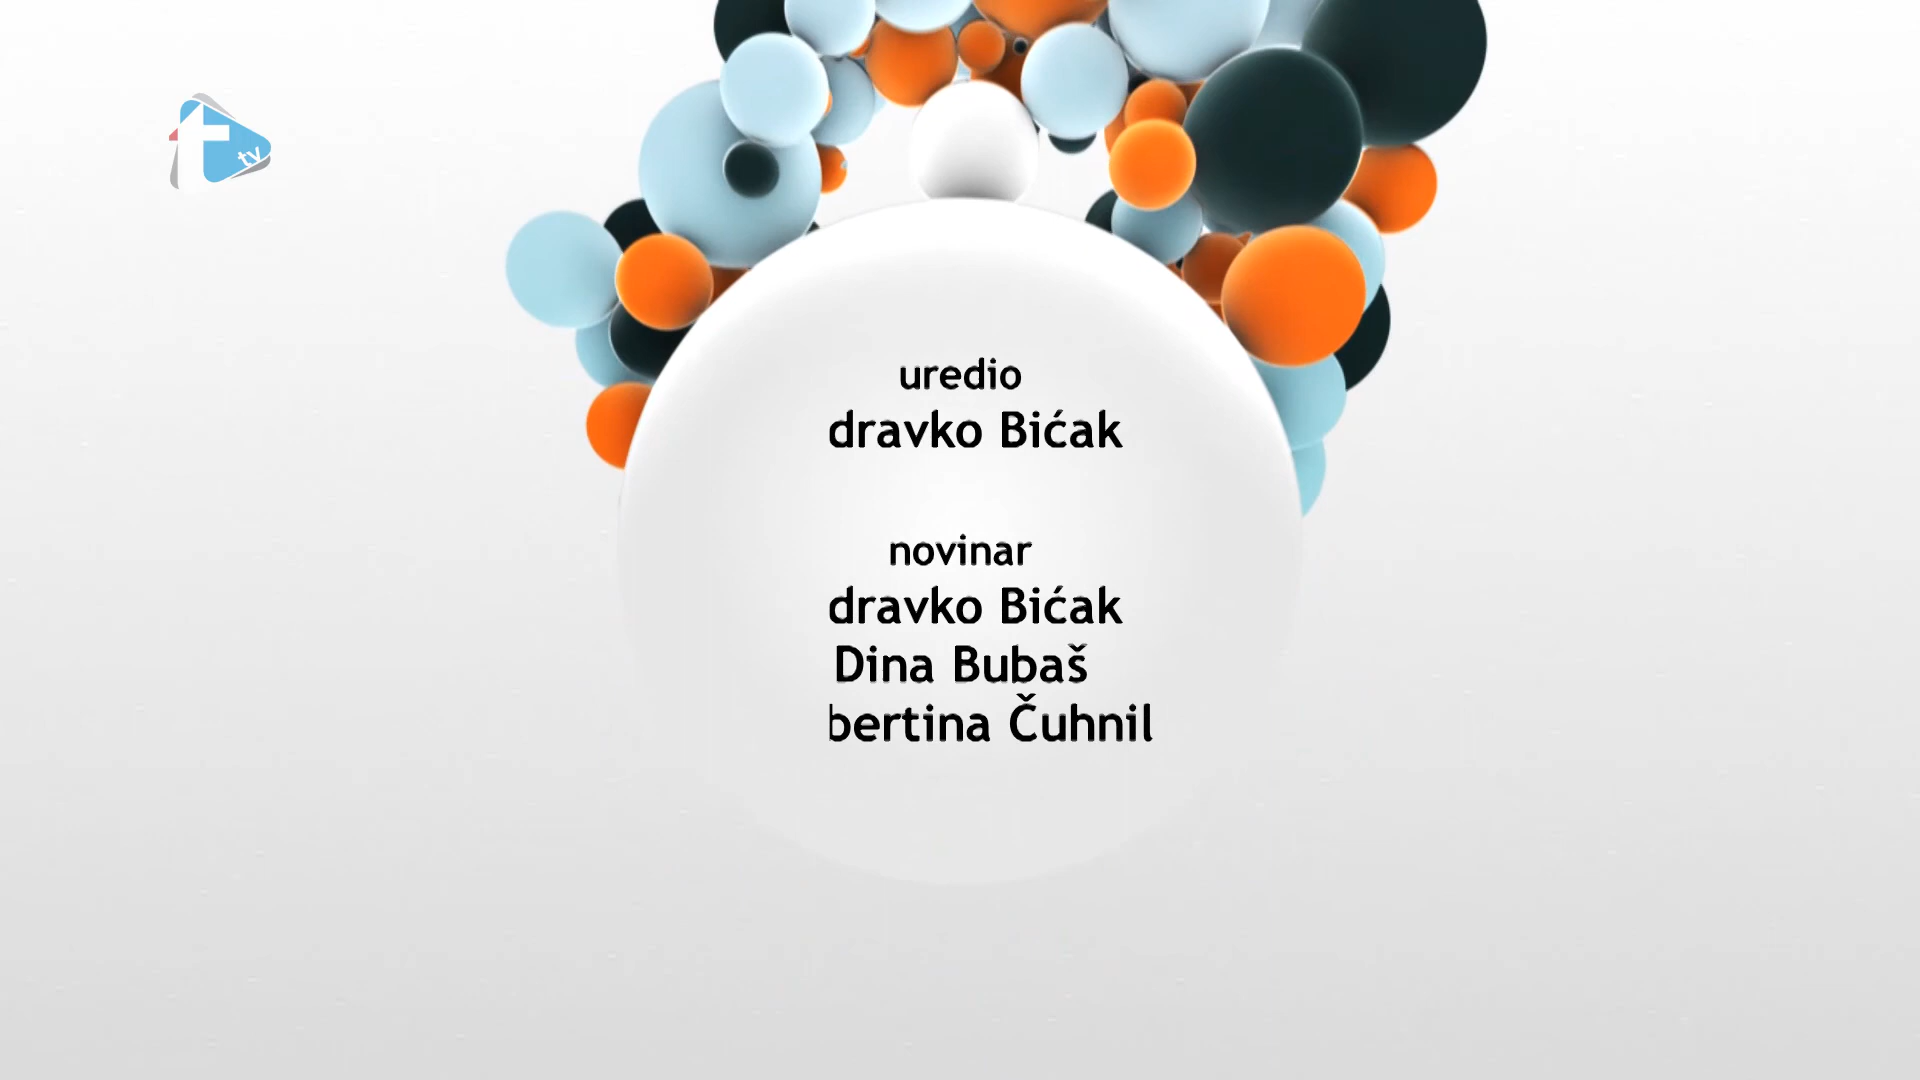 t tv
uredio
dravko Bićak
novinar
dravko Bićak
Dina Bubaš
bertina Čuhnil